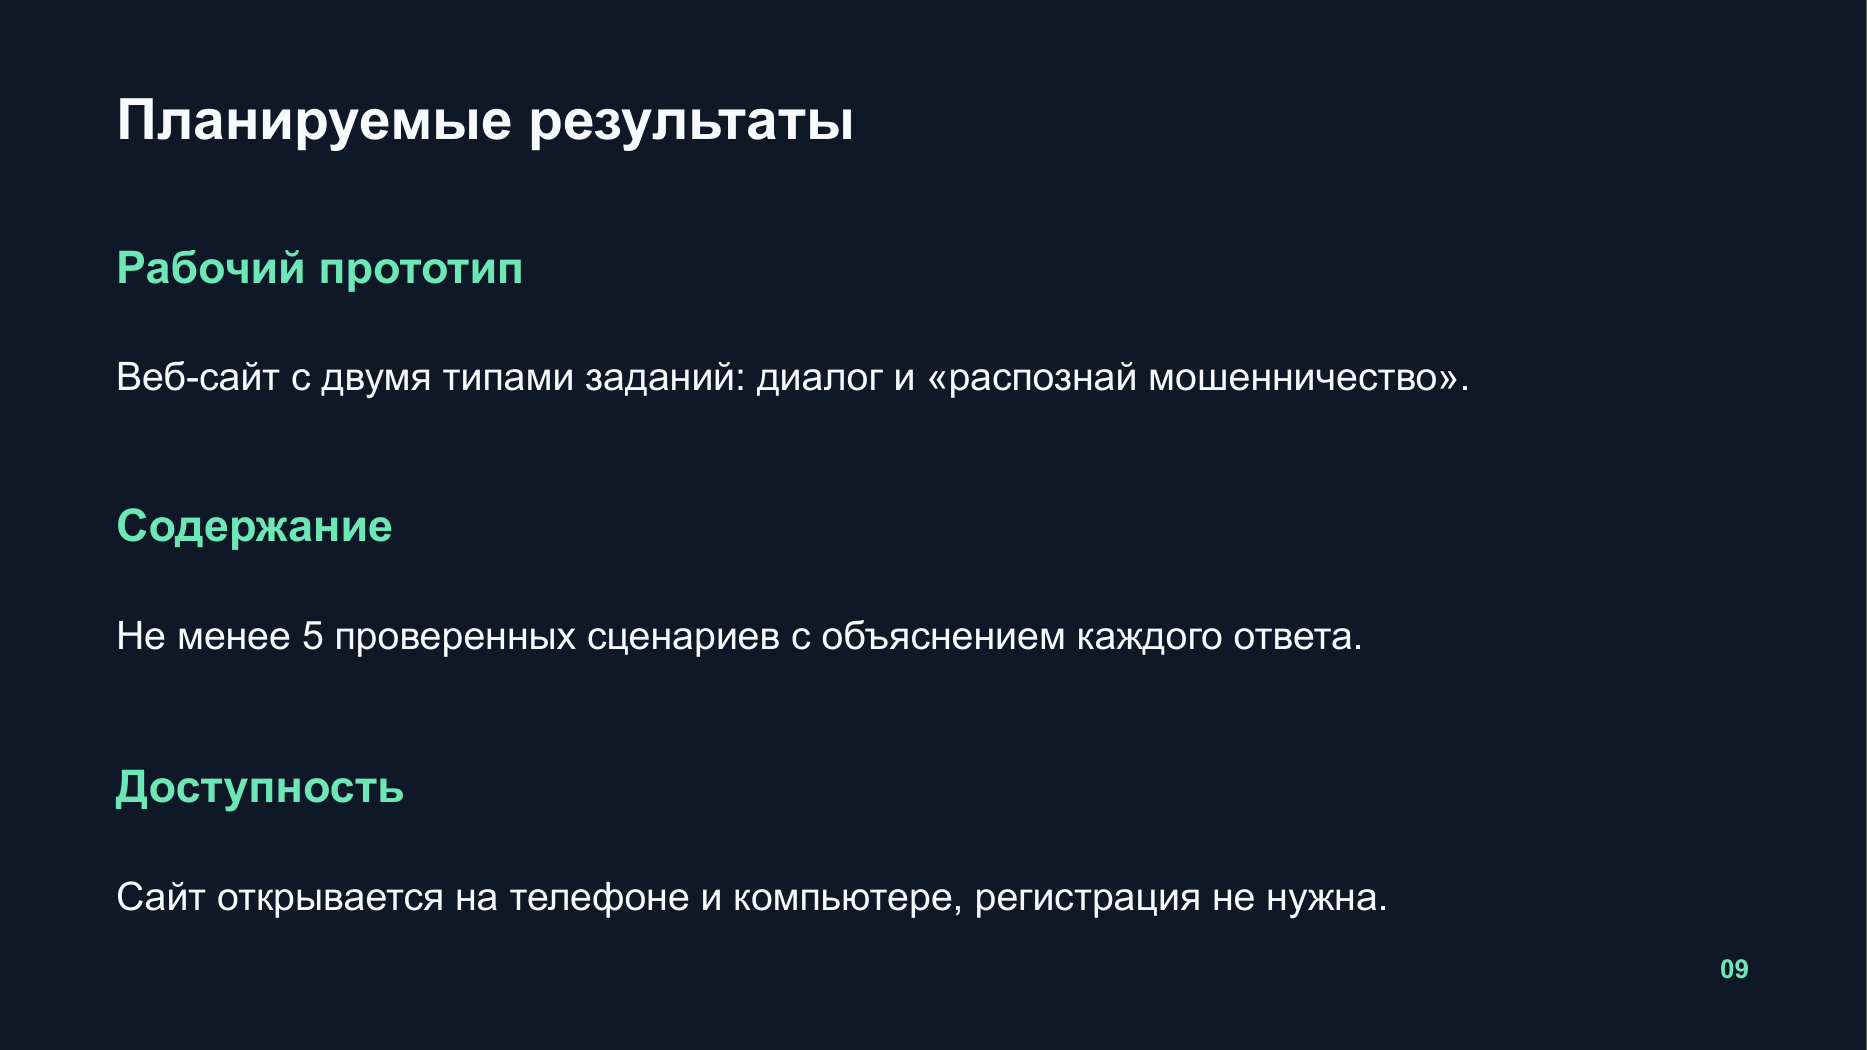 Планируемые результаты
Рабочий прототип
Веб-сайт с двумя типами заданий: диалог и «распознай мошенничество».
Содержание
Не менее 5 проверенных сценариев с объяснением каждого ответа.
Доступность
Сайт открывается на телефоне и компьютере, регистрация не нужна.
09